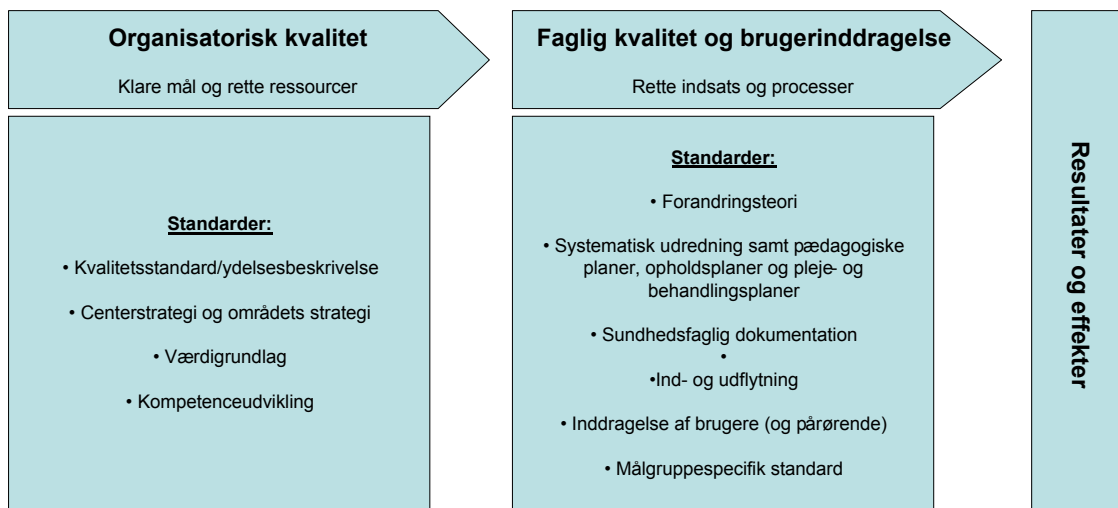 Organisatorisk kvalitet
Klare mål og rette ressourcer
Standarder:
• Kvalitetsstandard/ydelsesbeskrivelse
• Centerstrategi og områdets strategi
• Værdigrundlag
• Kompetenceudvikling
Faglig kvalitet og brugerinddragelse
Rette indsats og processer
Standarder:
• Forandringsteori
• Systematisk udredning samt pædagogiske
planer, opholdsplaner og pleje- og
behandlingsplaner
• Sundhedsfaglig dokumentation
•
•Ind- og udflytning
• Inddragelse af brugere (og pårørende)
• Målgruppespecifik standard
Resultater og effekter